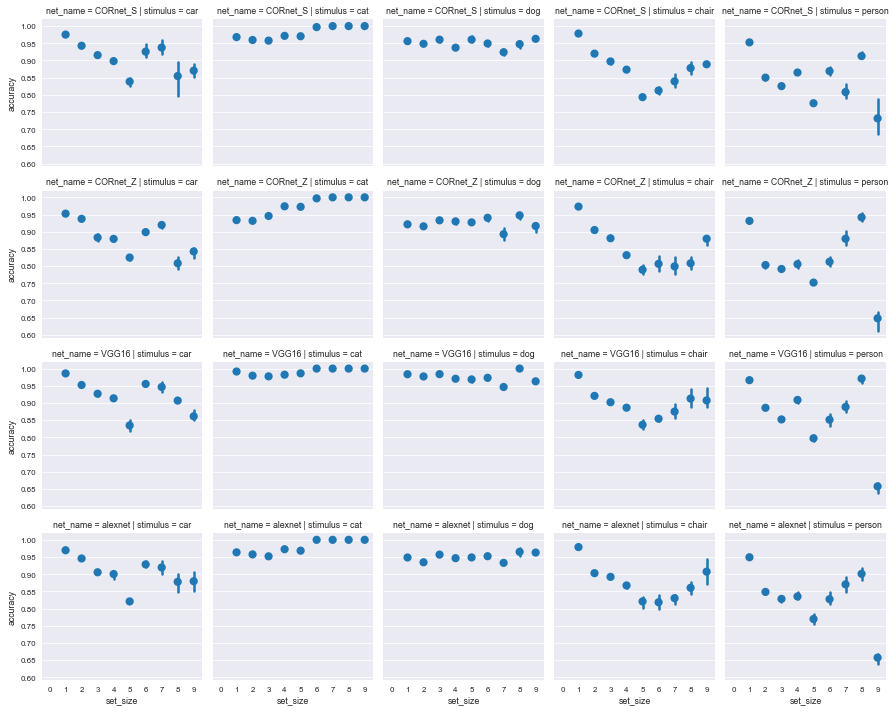 net_name = CORnet_S | stimulus = car
net_name = CORnet_S | stimulus = cat
net_name = CORnet_S | stimulus = dog
net_name = CORnet_S | stimulus = chair
net_name = CORnet_S | stimulus = person
1.00
0.95
0.90
0.85
0.80
0.75
0.70
0.65
0.60
accuracy
net_name = CORnet_Z | stimulus = car
net_name = CORnet_Z | stimulus = cat
net_name = CORnet_Z | stimulus = dog
net_name = CORnet_Z | stimulus = chair
net_name = CORnet_Z | stimulus = person
1.00
0.95
0.90
0.85
0.80
0.75
0.70
0.65
0.60
accuracy
net_name = VGG16 | stimulus = car
net_name = VGG16 | stimulus = cat
net_name = VGG16 | stimulus = dog
net_name = VGG16 | stimulus = chair
net_name = VGG16 | stimulus = person
1.00
0.95
0.90
0.85
0.80
0.75
0.70
0.65
0.60
accuracy
net_name = alexnet | stimulus = car
net_name = alexnet | stimulus = cat
net_name = alexnet | stimulus = dog
net_name = alexnet | stimulus = chair
net_name = alexnet | stimulus = person
1.00
0.95
0.90
0.85
0.80
0.75
0.70
0.65
0.60
accuracy
0 1 2 3 4 5 6 7 8 9
0 1 2 3 4 5 6 7 8 9
0 1 2 3 4 5 6 7 8 9
0 1 2 3 4 5 6 7 8 9
0 1 2 3 4 5 6 7 8 9
set_size
set_size
set_size
set_size
set_size